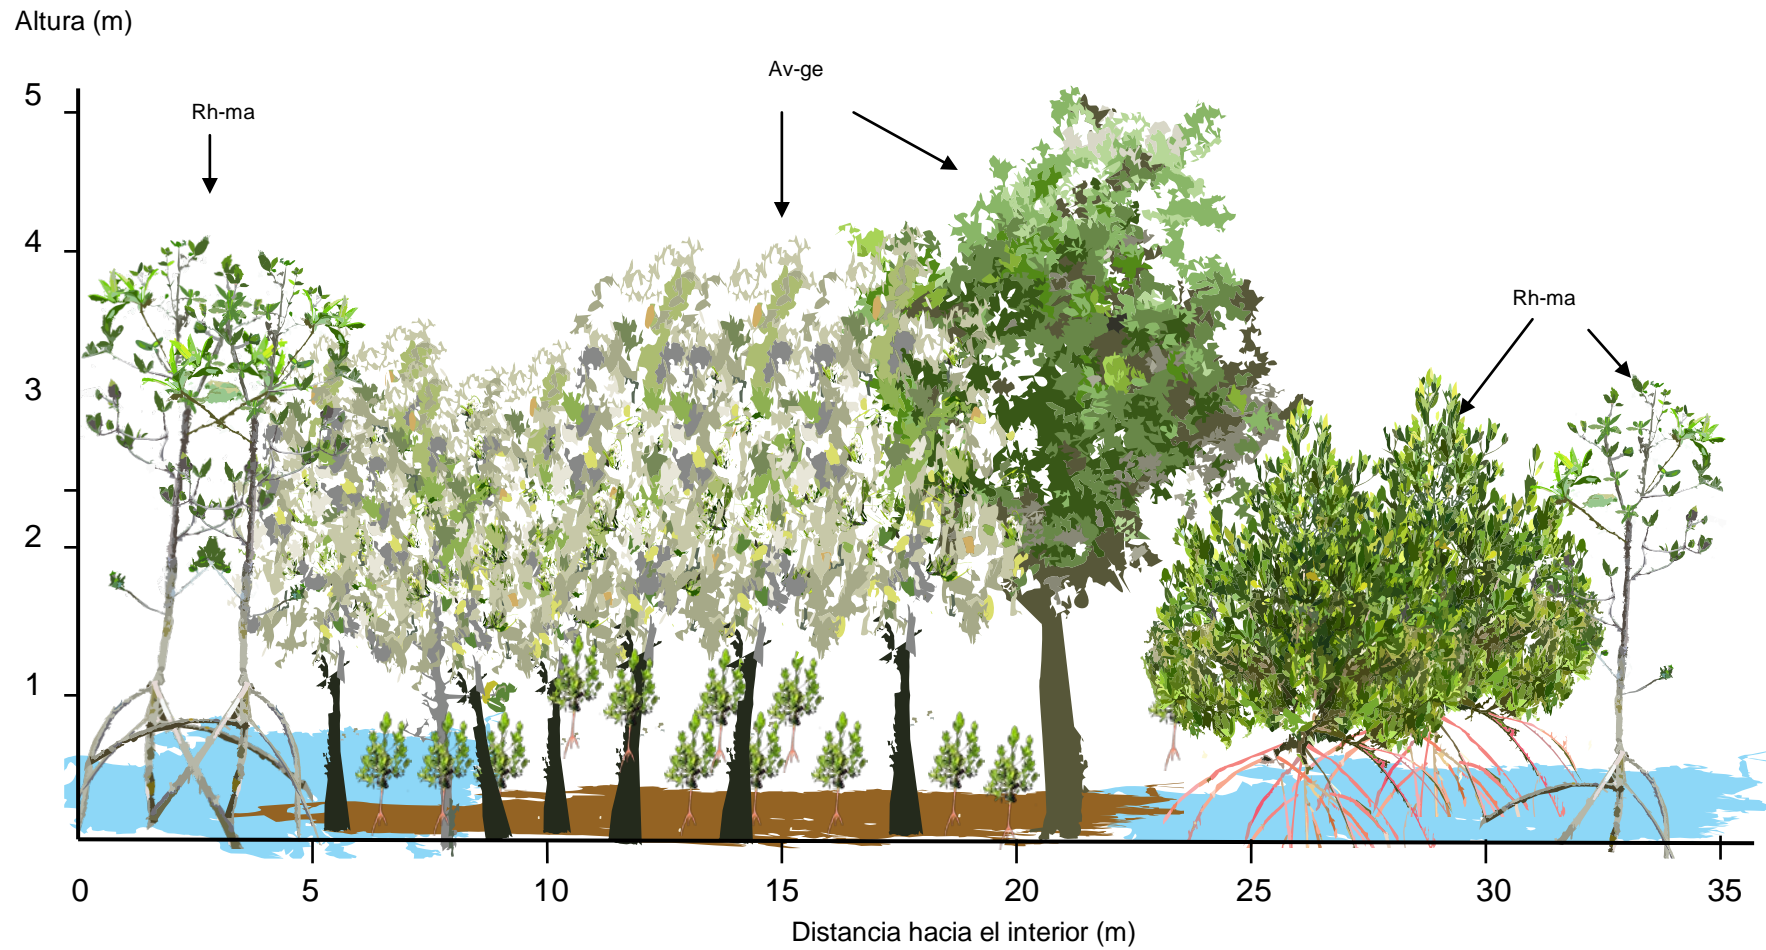 Altura (m)
Av-ge
5
Rh-ma
4
Rh-ma
3
2
1
0 5 10 15 20 25 30 35
Distancia hacia el interior (m)